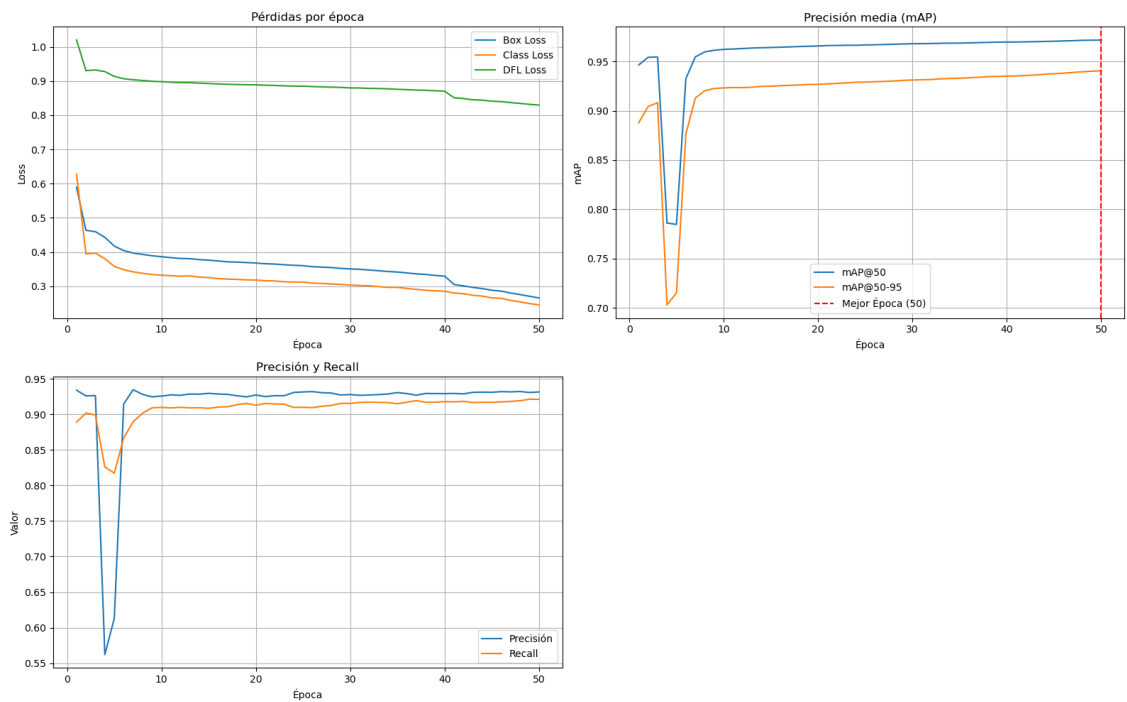 Pérdidas por época
1.0
0.9
0.8
0.7
0.6
0.5
0.4
0.3
Loss
0 10 20 30 40 50
Época
Box Loss
Class Loss
DFL Loss
Precisión media (mAP)
0.95
0.90
0.85
0.80
0.75
0.70
mAP
0 10 20 30 40 50
Época
mAP@50
mAP@50-95
Mejor Época (50)
Precisión y Recall
0.95
0.90
0.85
0.80
0.75
0.70
0.65
0.60
0.55
Valor
0 10 20 30 40 50
Época
Precisión
Recall